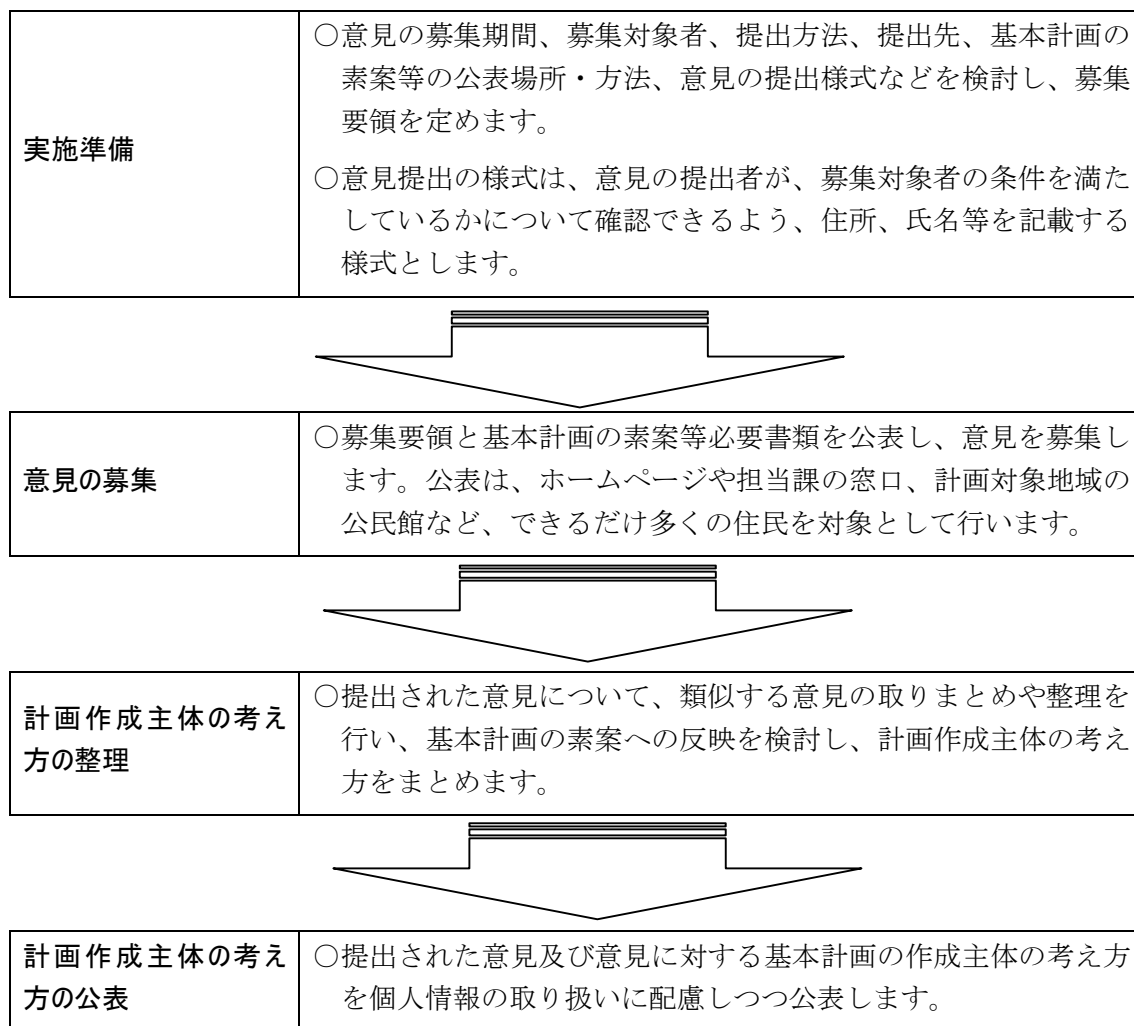 実施準備
○意見の募集期間、募集対象者、提出方法、提出先、基本計画の
素案等の公表場所・方法、意見の提出様式などを検討し、募集
要領を定めます。
○意見提出の様式は、意見の提出者が、募集対象者の条件を満た
しているかについて確認できるよう、住所、氏名等を記載する
様式とします。
意見の募集
○募集要領と基本計画の素案等必要書類を公表し、意見を募集し
ます。公表は、ホームページや担当課の窓口、計画対象地域の
公民館など、できるだけ多くの住民を対象として行います。
計画作成主体の考え
方の整理
○提出された意見について、類似する意見の取りまとめや整理を
行い、基本計画の素案への反映を検討し、計画作成主体の考え
方をまとめます。
計画作成主体の考え
方の公表
○提出された意見及び意見に対する基本計画の作成主体の考え方
を個人情報の取り扱いに配慮しつつ公表します。